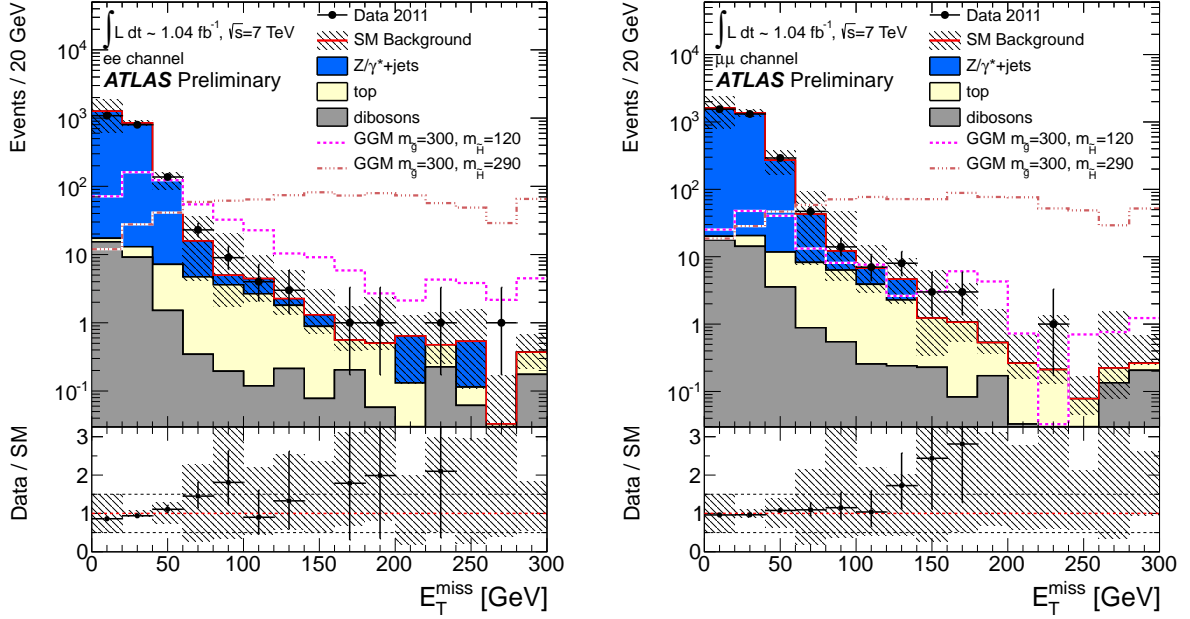 ∫ L dt ~ 1.04 fb⁻¹, √s=7 TeV
ee channel
ATLAS Preliminary
Data 2011
SM Background
Z/γ*+jets
top
dibosons
GGM m_g̃=300, m_H̃=120
GGM m_g̃=300, m_H̃=290
Events / 20 GeV
10⁴
10³
10²
10
1
10⁻¹
Data / SM
3
2
1
0
0 50 100 150 200 250 300
E_T^miss [GeV]
∫ L dt ~ 1.04 fb⁻¹, √s=7 TeV
μμ channel
ATLAS Preliminary
Data 2011
SM Background
Z/γ*+jets
top
dibosons
GGM m_g̃=300, m_H̃=120
GGM m_g̃=300, m_H̃=290
Events / 20 GeV
10⁴
10³
10²
10
1
10⁻¹
Data / SM
3
2
1
0
0 50 100 150 200 250 300
E_T^miss [GeV]